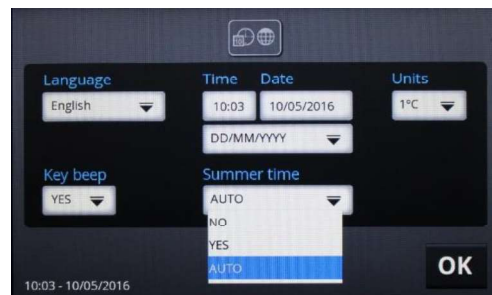 Language
Time Date
Units
English
10:03
10/05/2016
1°C
DD/MM/YYYY
Key beep
Summer time
YES
AUTO
NO
YES
AUTO
OK
10:03 - 10/05/2016